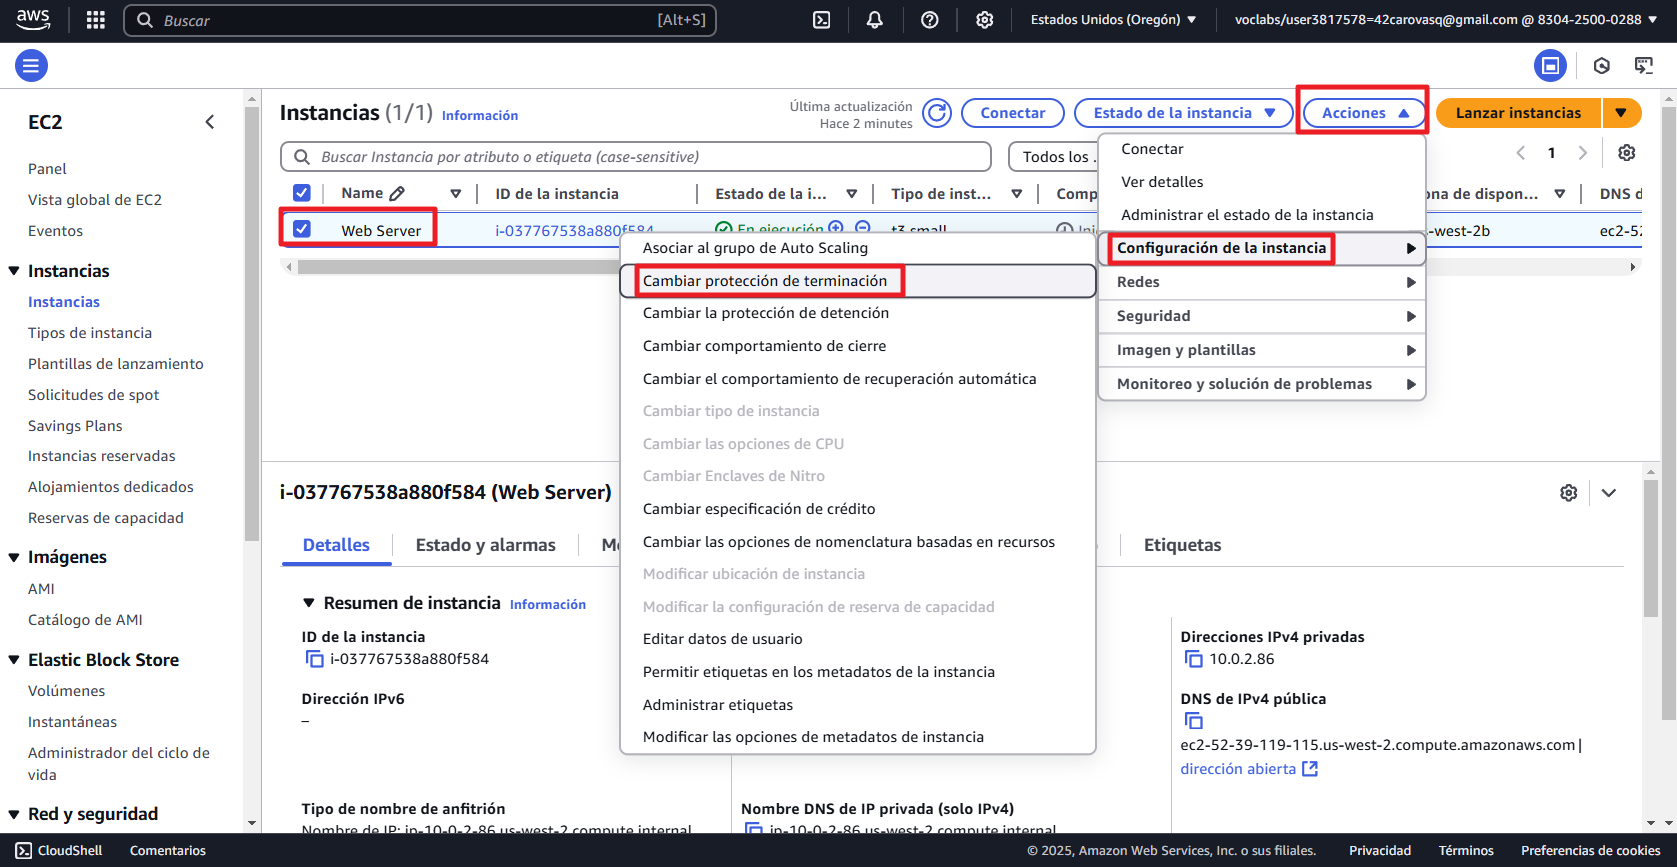 aws
Buscar
[Alt+S]
Estados Unidos (Oregón)
voclabs/user3817578=42carovasq@gmail.com @ 8304-2500-0288
EC2
Panel
Vista global de EC2
Eventos
Instancias
Instancias
Tipos de instancia
Plantillas de lanzamiento
Solicitudes de spot
Savings Plans
Instancias reservadas
Alojamientos dedicados
Reservas de capacidad
Imágenes
AMI
Catálogo de AMI
Elastic Block Store
Volúmenes
Instantáneas
Administrador del ciclo de
vida
Red y seguridad
Instancias (1/1) Información
Última actualización
Hace 2 minutes
Conectar
Estado de la instancia
Acciones
Lanzar instancias
Buscar Instancia por atributo o etiqueta (case-sensitive)
Todos los ..
1
Name
ID de la instancia
Estado de la i...
Tipo de inst...
Comp
na de dispon...
DNS d
Web Server
i-037767538a880f584
En ejecución
t3.small
Ini
-west-2b
ec2-52
Conectar
Ver detalles
Administrar el estado de la instancia
Configuración de la instancia
Redes
Seguridad
Imagen y plantillas
Monitoreo y solución de problemas
Asociar al grupo de Auto Scaling
Cambiar protección de terminación
Cambiar la protección de detención
Cambiar comportamiento de cierre
Cambiar el comportamiento de recuperación automática
Cambiar tipo de instancia
Cambiar las opciones de CPU
Cambiar Enclaves de Nitro
Cambiar especificación de crédito
Cambiar las opciones de nomenclatura basadas en recursos
Modificar ubicación de instancia
Modificar la configuración de reserva de capacidad
Editar datos de usuario
Permitir etiquetas en los metadatos de la instancia
Administrar etiquetas
Modificar las opciones de metadatos de instancia
i-037767538a880f584 (Web Server)
Detalles
Estado y alarmas
Etiquetas
Resumen de instancia Información
ID de la instancia
i-037767538a880f584
Dirección IPv6
–
Direcciones IPv4 privadas
10.0.2.86
DNS de IPv4 pública
ec2-52-39-119-115.us-west-2.compute.amazonaws.com |
dirección abierta
Tipo de nombre de anfitrión
Nombre de IP: ip-10-0-2-86.us-west-2.compute.internal
Nombre DNS de IP privada (solo IPv4)
ip-10-0-2-86.us-west-2.compute.internal
CloudShell
Comentarios
© 2025, Amazon Web Services, Inc. o sus filiales.
Privacidad
Términos
Preferencias de cookies